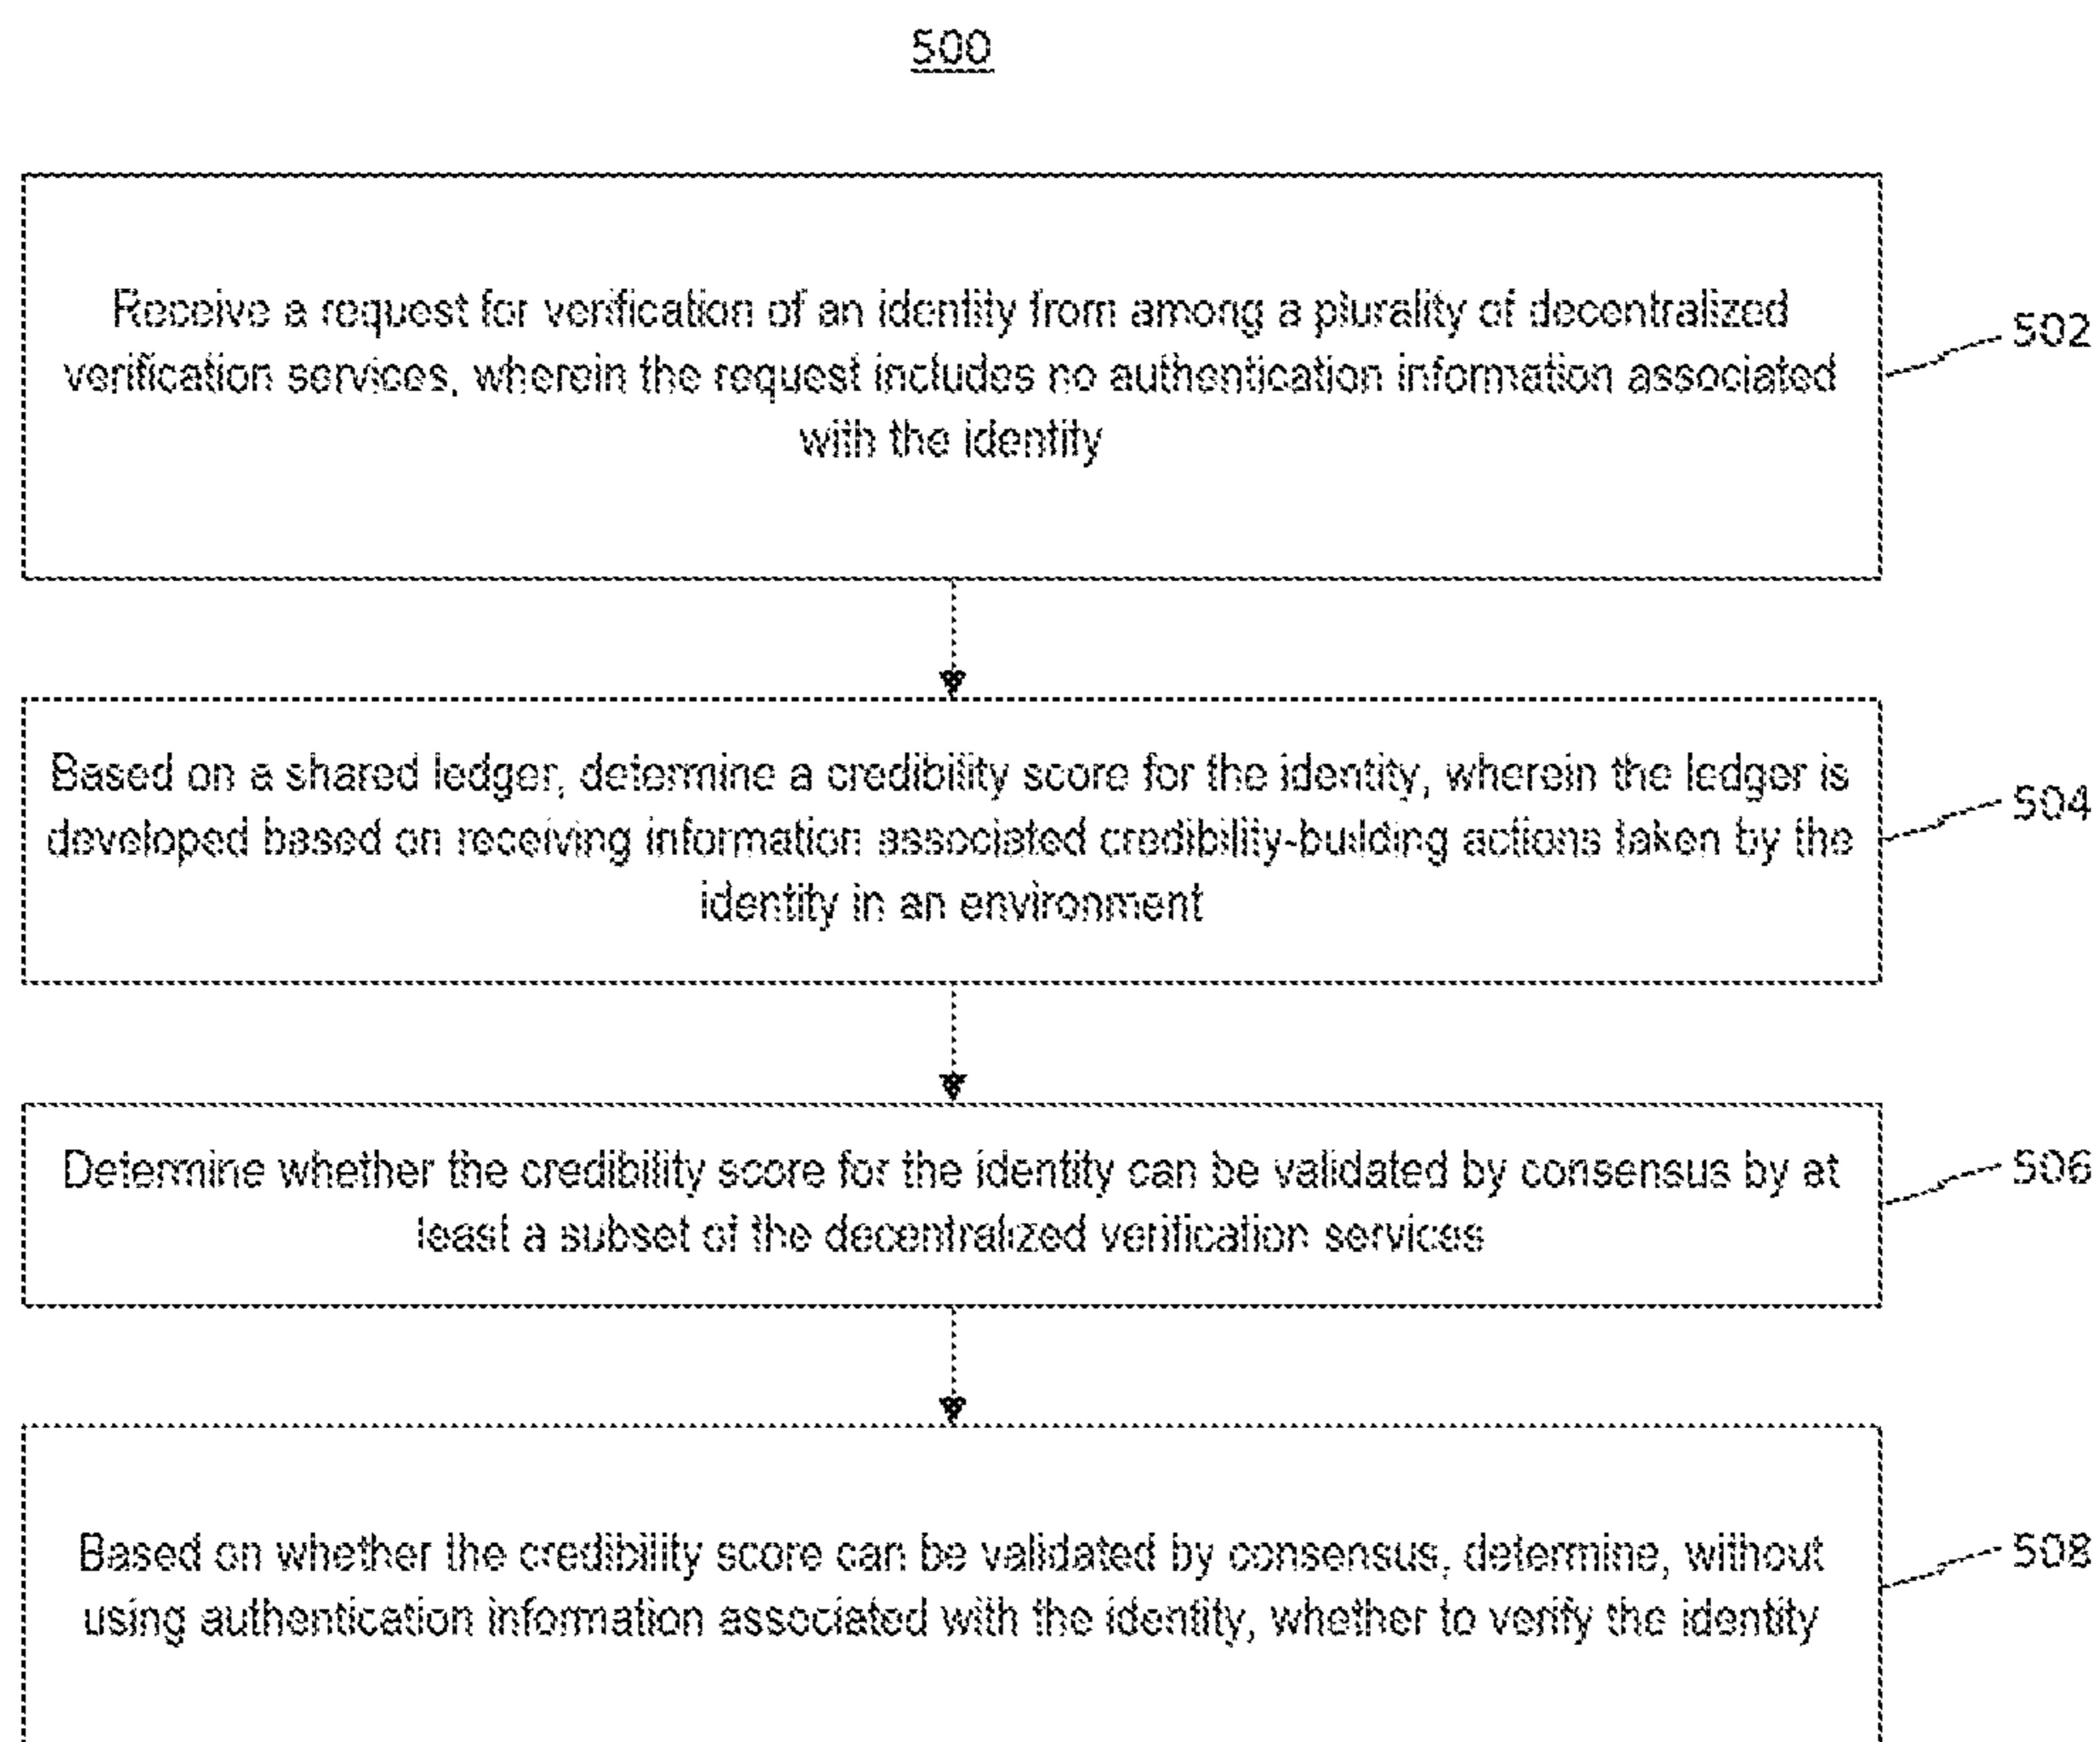 500
Receive a request for verification of an identity from among a plurality of decentralized
verification services, wherein the request includes no authentication information associated
with the identity
502
Based on a shared ledger, determine a credibility score for the identity, wherein the ledger is
developed based on receiving information associated credibility-building actions taken by the
identity in an environment
504
Determine whether the credibility score for the identity can be validated by consensus by at
least a subset of the decentralized verification services
506
Based on whether the credibility score can be validated by consensus, determine, without
using authentication information associated with the identity, whether to verify the identity
508